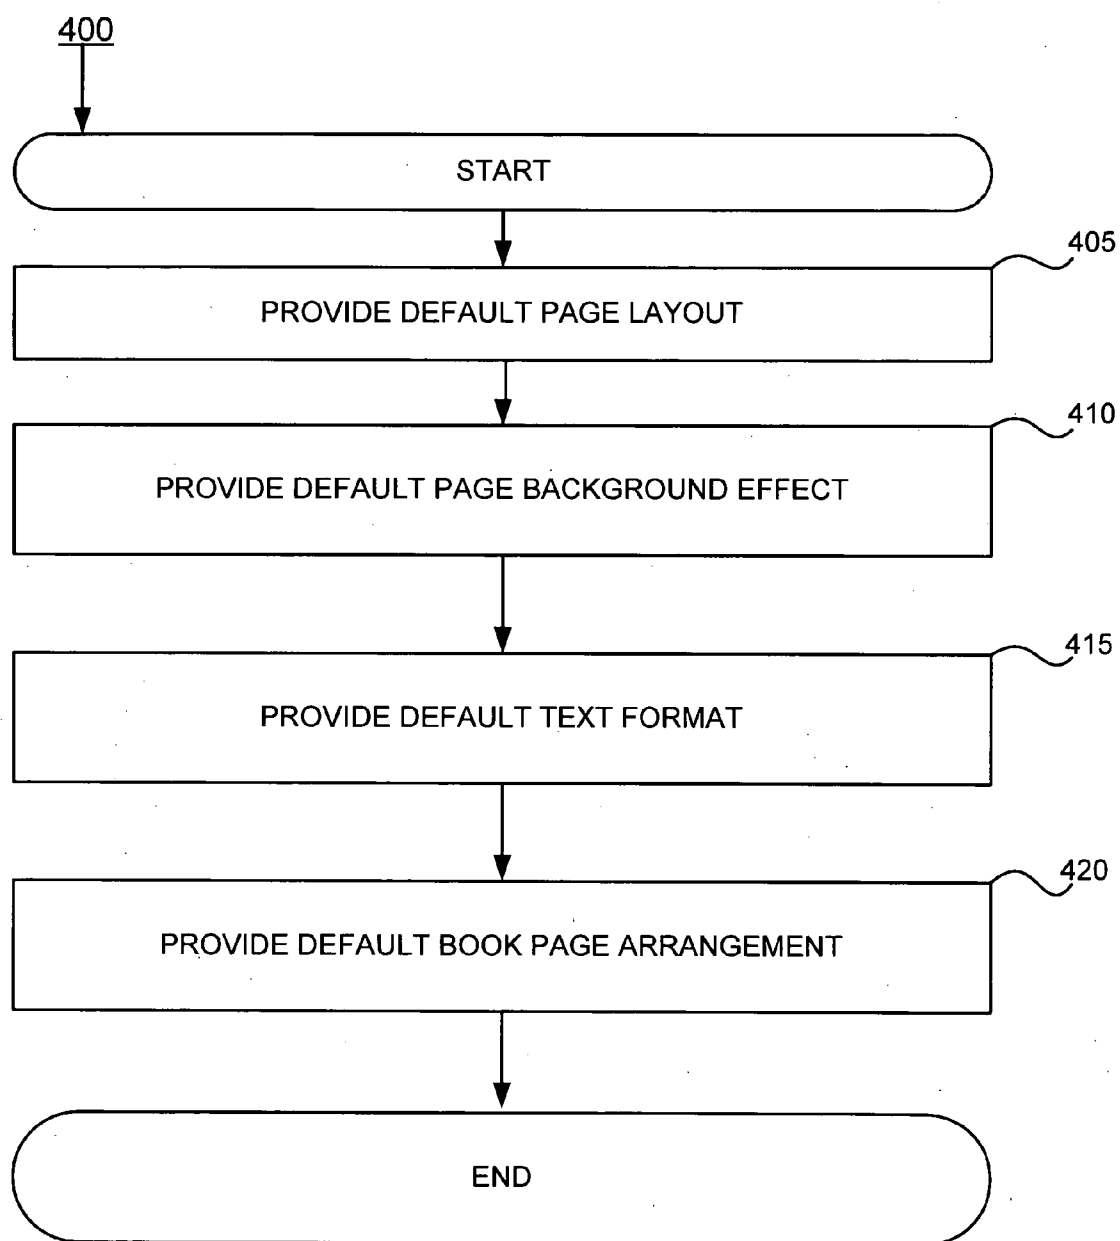 400
START
405
PROVIDE DEFAULT PAGE LAYOUT
410
PROVIDE DEFAULT PAGE BACKGROUND EFFECT
415
PROVIDE DEFAULT TEXT FORMAT
420
PROVIDE DEFAULT BOOK PAGE ARRANGEMENT
END